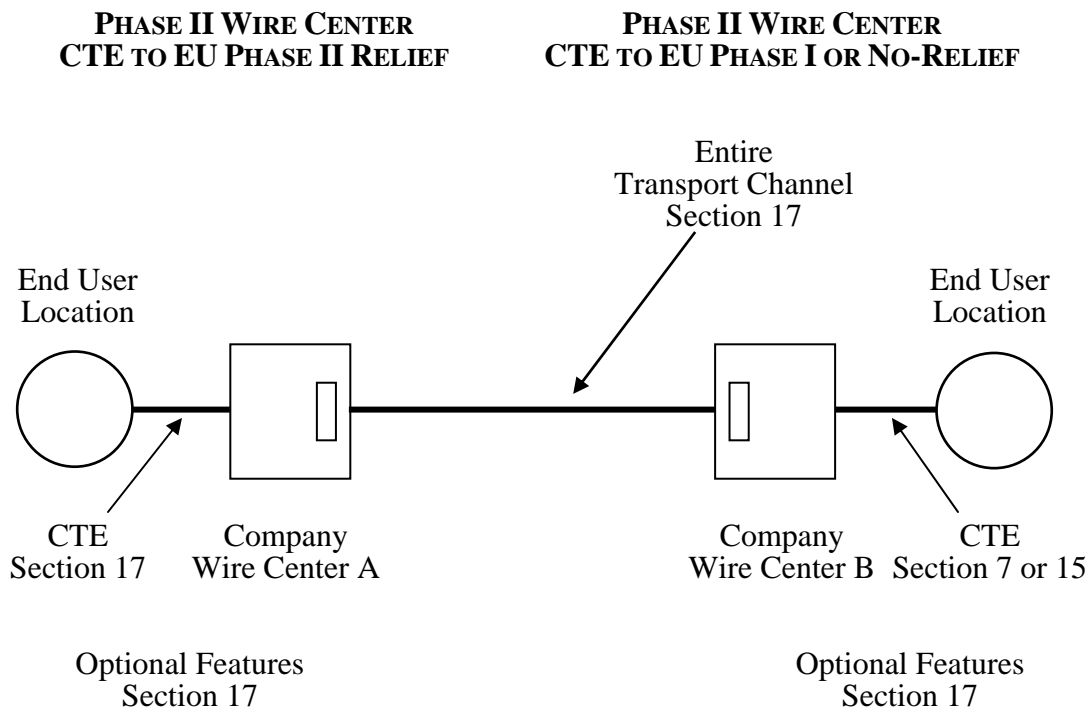 PHASE II WIRE CENTER
CTE TO EU PHASE II RELIEF
PHASE II WIRE CENTER
CTE TO EU PHASE I OR NO-RELIEF
Entire
Transport Channel
Section 17
End User
Location
End User
Location
CTE
Section 17
Company
Wire Center A
Company
Wire Center B
CTE
Section 7 or 15
Optional Features
Section 17
Optional Features
Section 17